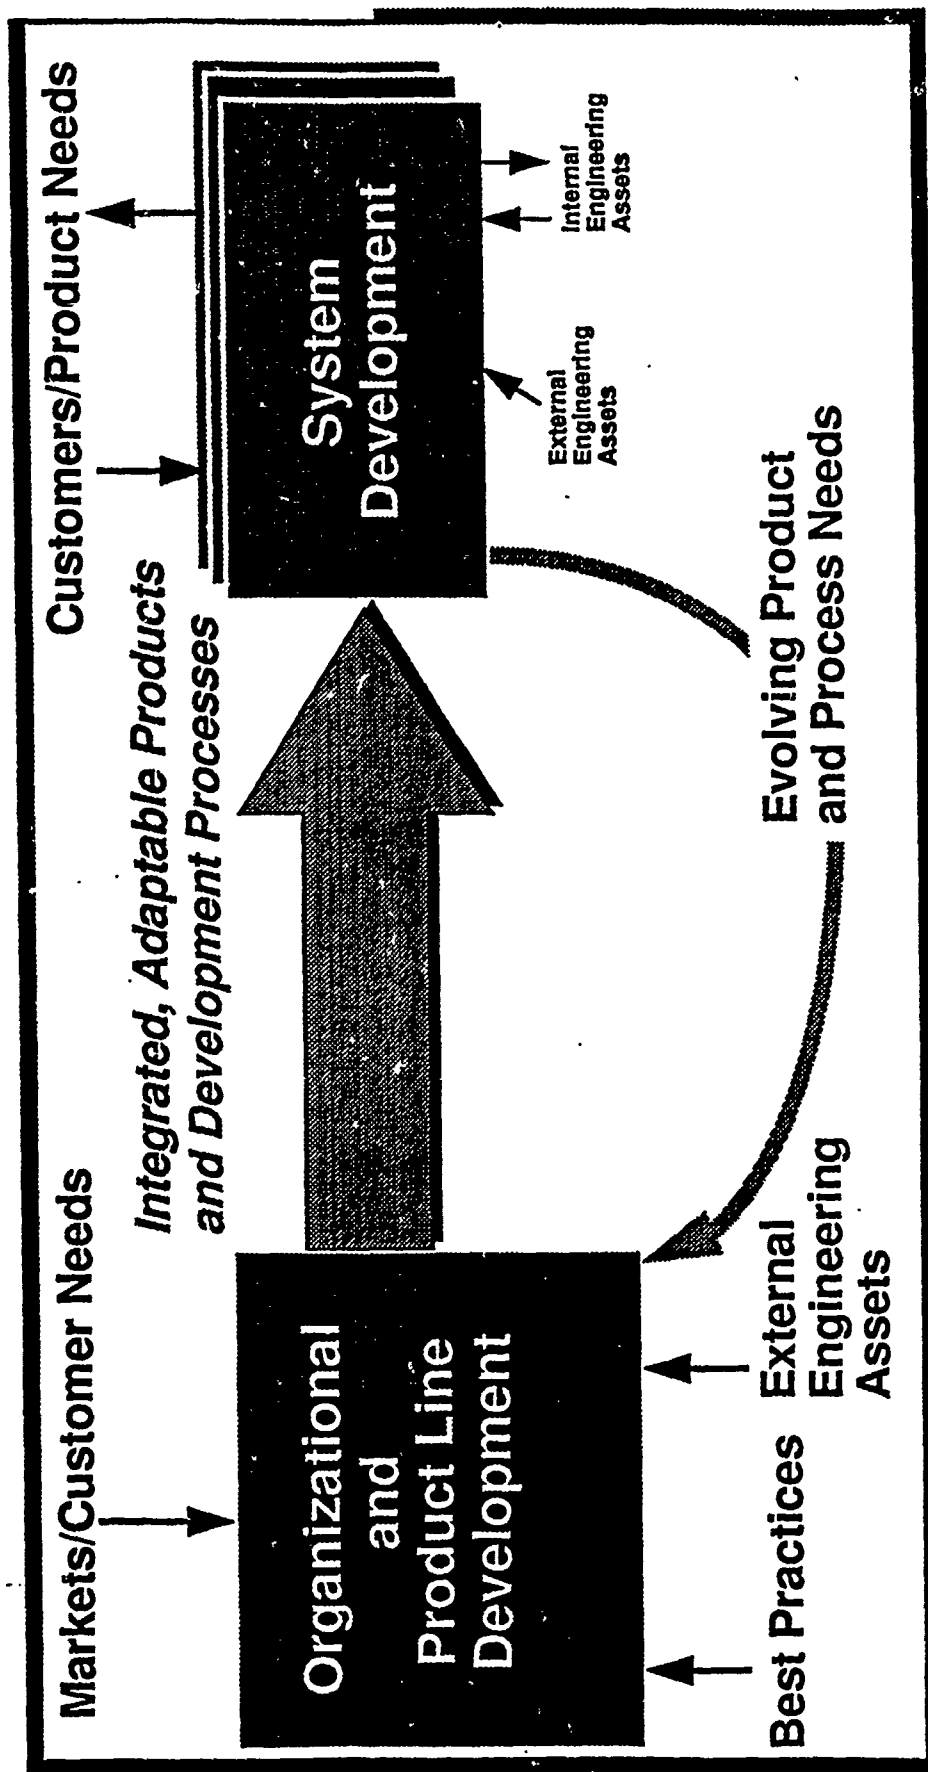 Markets/Customer Needs
Customers/Product Needs
Integrated, Adaptable Products
and Development Processes
Organizational
and
Product Line
Development
System
Development
External
Engineering
Assets
Internal
Engineering
Assets
Evolving Product
and Process Needs
Best Practices
External
Engineering
Assets